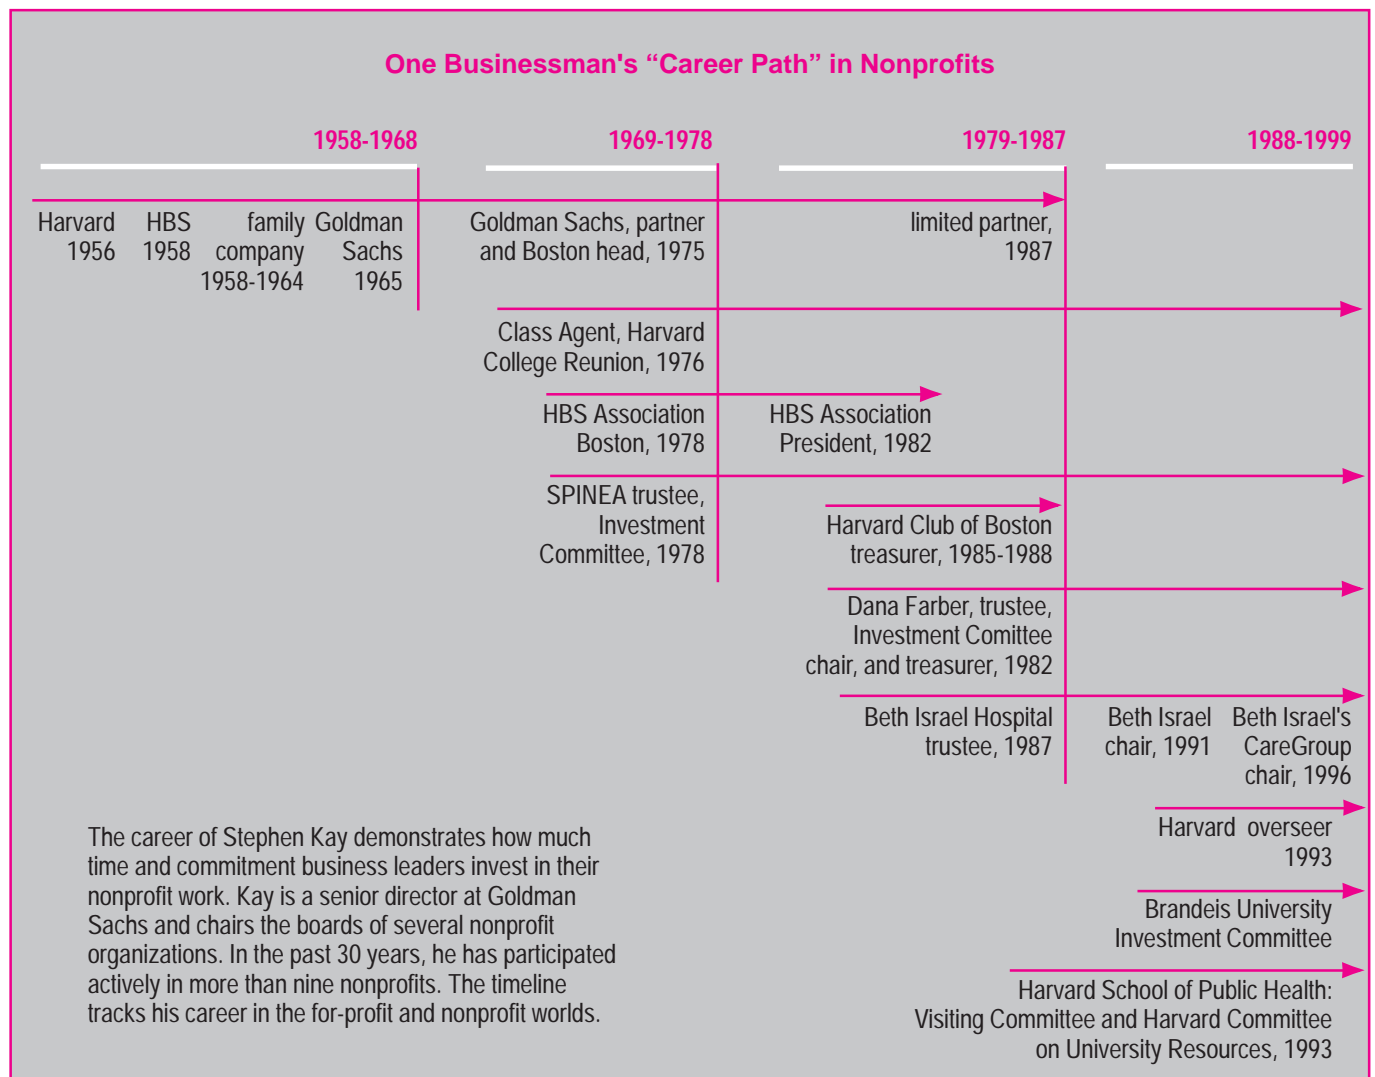 One Businessman's “Career Path” in Nonprofits
1958-1968
1969-1978
1979-1987
1988-1999
Harvard
1956
HBS
1958
family
company
1958-1964
Goldman
Sachs
1965
Goldman Sachs, partner
and Boston head, 1975
limited partner,
1987
Class Agent, Harvard
College Reunion, 1976
HBS Association
Boston, 1978
HBS Association
President, 1982
SPINEA trustee,
Investment
Committee, 1978
Harvard Club of Boston
treasurer, 1985-1988
Dana Farber, trustee,
Investment Comittee
chair, and treasurer, 1982
Beth Israel Hospital
trustee, 1987
Beth Israel
chair, 1991
Beth Israel's
CareGroup
chair, 1996
Harvard overseer
1993
Brandeis University
Investment Committee
Harvard School of Public Health:
Visiting Committee and Harvard Committee
on University Resources, 1993
The career of Stephen Kay demonstrates how much
time and commitment business leaders invest in their
nonprofit work. Kay is a senior director at Goldman
Sachs and chairs the boards of several nonprofit
organizations. In the past 30 years, he has participated
actively in more than nine nonprofits. The timeline
tracks his career in the for-profit and nonprofit worlds.